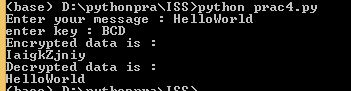 (base) D:\pythonpra\ISS>python prac4.py
Enter your message : HelloWorld
enter key : BCD
Encrypted data is :
IaigkZjniy
Decrypted data is :
HelloWorld
(base) D:\pythonpra\ISS>